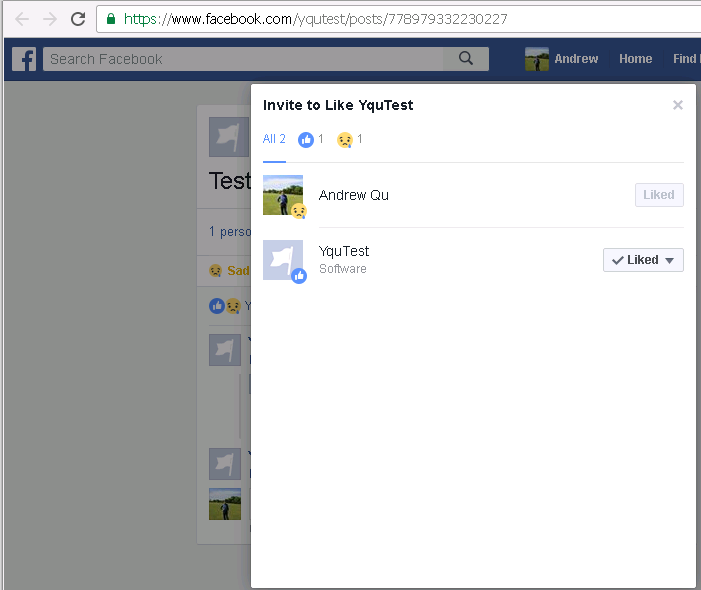 https://www.facebook.com/yqutest/posts/778979332230227
Search Facebook
Andrew Home Find
Invite to Like YquTest
All 2 1 1
Test
Andrew Qu Liked
1 perso
YquTest
Software
Liked
Sad
Y